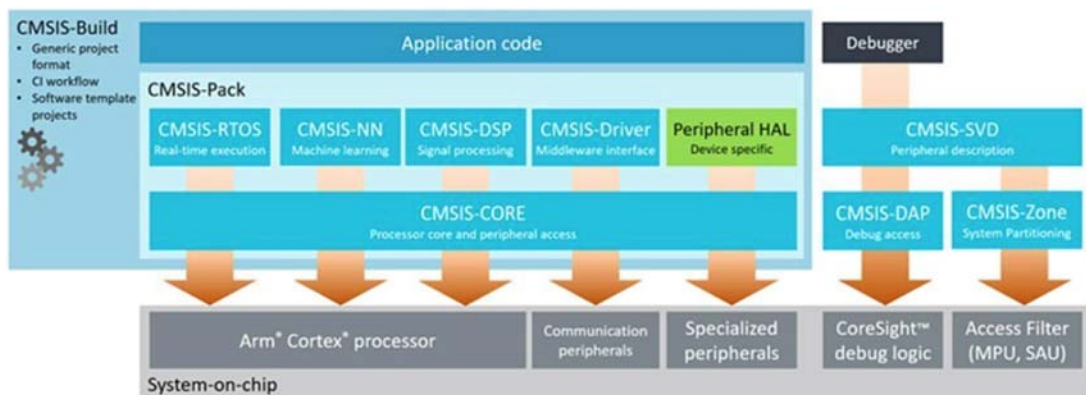 CMSIS-Build
• Generic project
format
• CI workflow
• Software template
projects
Application code
Debugger
CMSIS-Pack
CMSIS-RTOS
Real-time execution
CMSIS-NN
Machine learning
CMSIS-DSP
Signal processing
CMSIS-Driver
Middleware interface
Peripheral HAL
Device specific
CMSIS-SVD
Peripheral description
CMSIS-CORE
Processor core and peripheral access
CMSIS-DAP
Debug access
CMSIS-Zone
System Partitioning
Arm® Cortex® processor
Communication
peripherals
Specialized
peripherals
CoreSight™
debug logic
Access Filter
(MPU, SAU)
System-on-chip